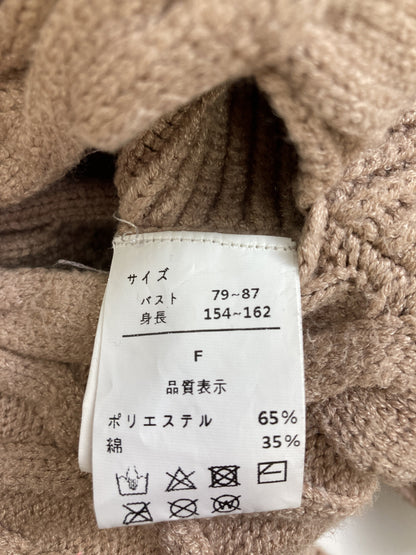 サイズ
バスト 79~87
身長 154~162
F
品質表示
ポリエステル 65%
綿 35%